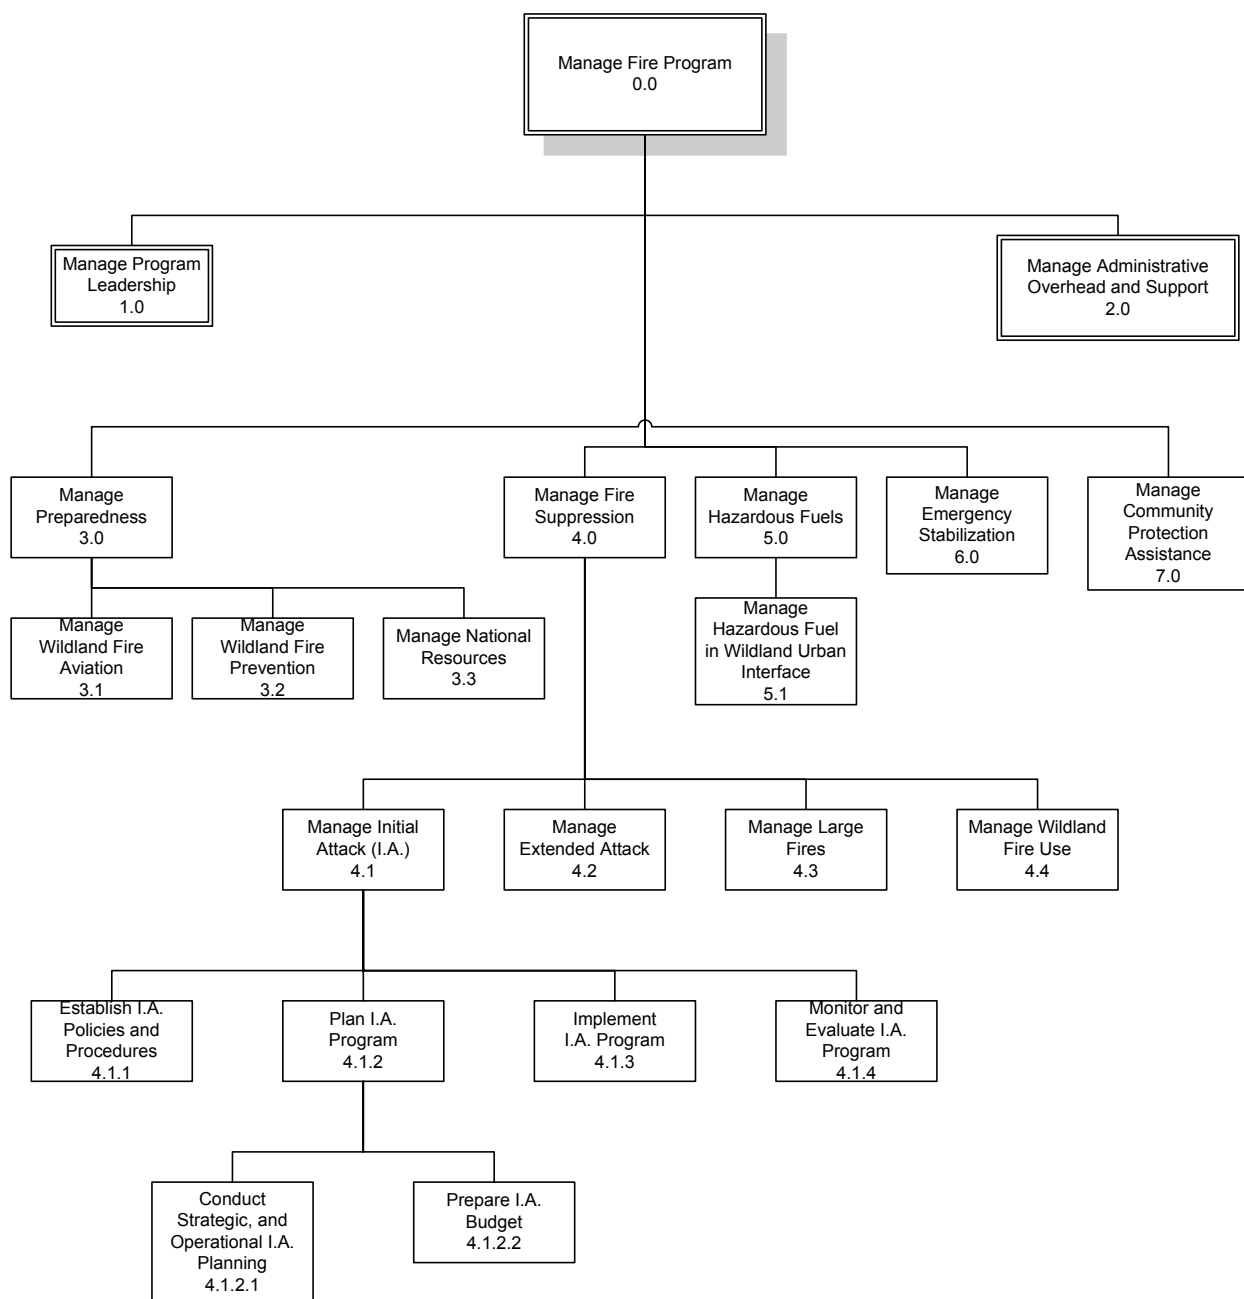 Manage Fire Program
0.0
Manage Program
Leadership
1.0
Manage Administrative
Overhead and Support
2.0
Manage
Preparedness
3.0
Manage Fire
Suppression
4.0
Manage
Hazardous Fuels
5.0
Manage
Emergency
Stabilization
6.0
Manage
Community
Protection
Assistance
7.0
Manage
Wildland Fire
Aviation
3.1
Manage
Wildland Fire
Prevention
3.2
Manage National
Resources
3.3
Manage
Hazardous Fuel
in Wildland Urban
Interface
5.1
Manage Initial
Attack (I.A.)
4.1
Manage
Extended Attack
4.2
Manage Large
Fires
4.3
Manage Wildland
Fire Use
4.4
Establish I.A.
Policies and
Procedures
4.1.1
Plan I.A.
Program
4.1.2
Implement
I.A. Program
4.1.3
Monitor and
Evaluate I.A.
Program
4.1.4
Conduct
Strategic, and
Operational I.A.
Planning
4.1.2.1
Prepare I.A.
Budget
4.1.2.2